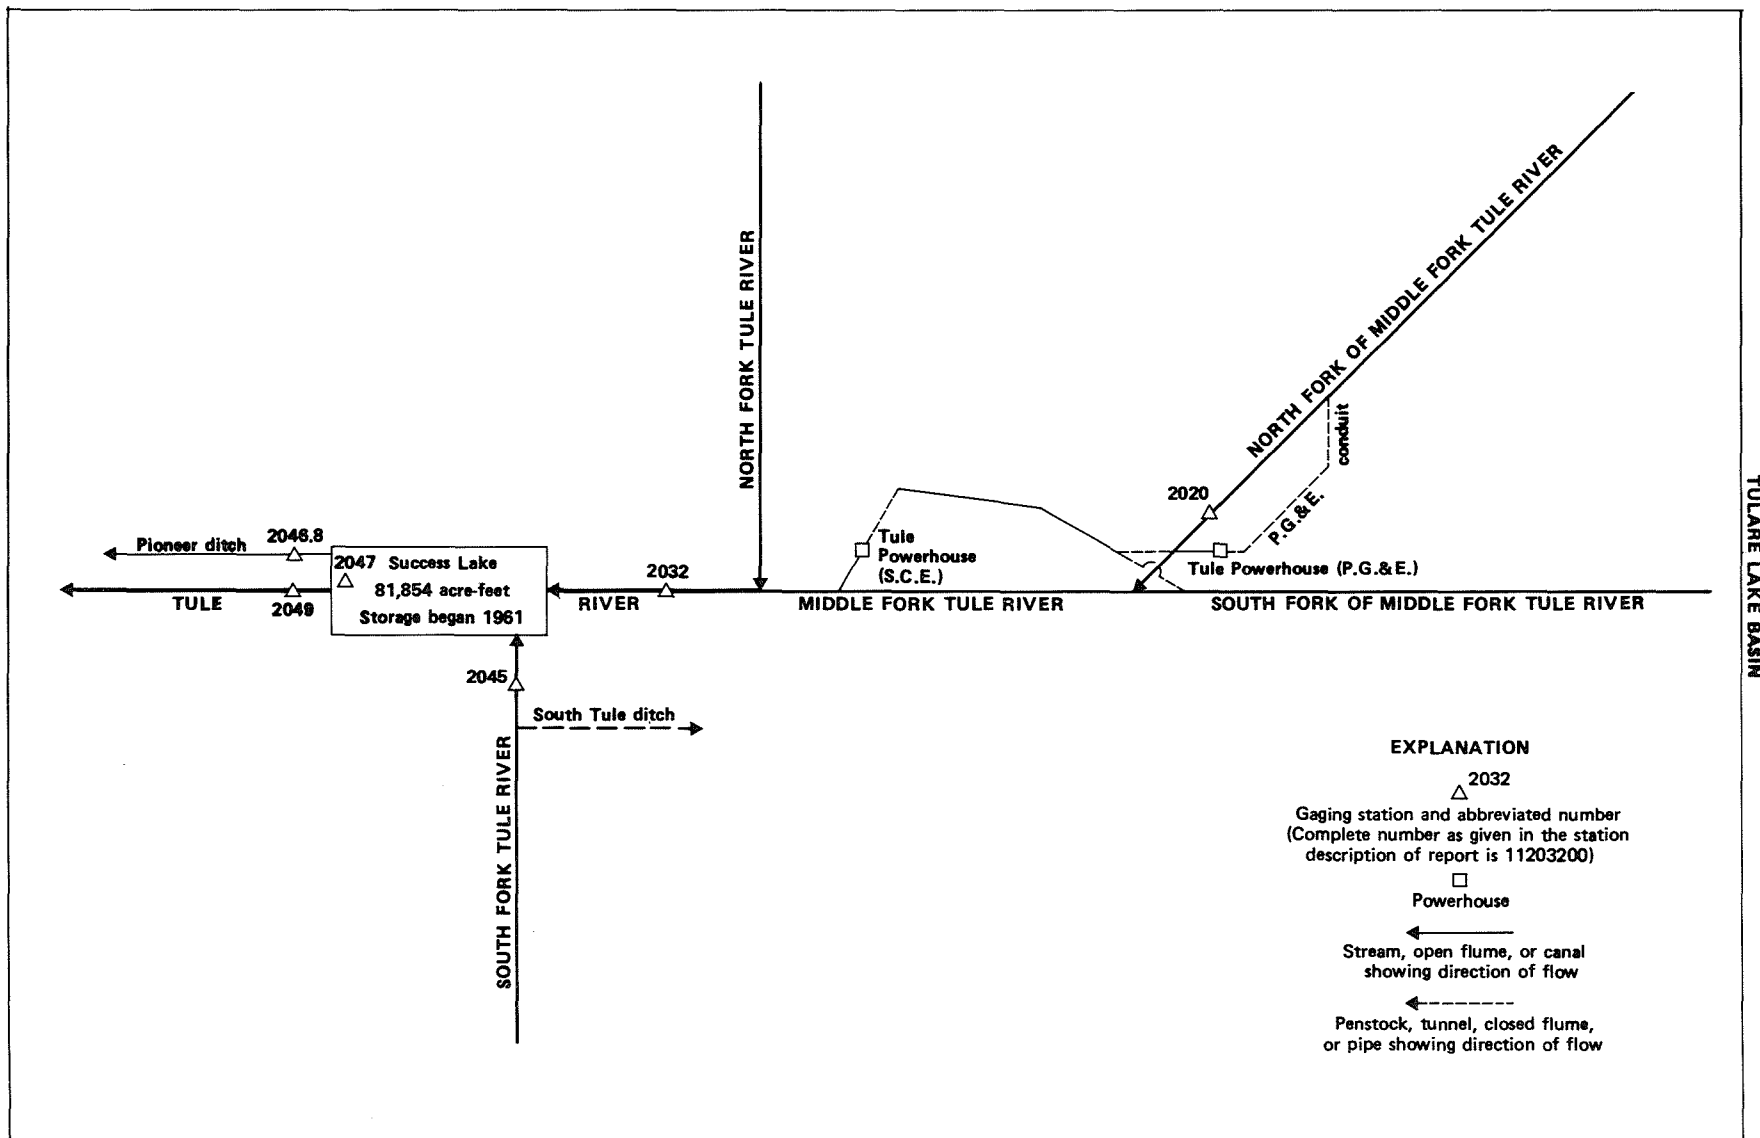 NORTH FORK TULE RIVER
NORTH FORK OF MIDDLE FORK TULE RIVER
conduit
P.G.&E.
2020
Tule Powerhouse (P.G.&E.)
Tule
Powerhouse
(S.C.E.)
Pioneer ditch
2046.8
2047
Success Lake
81,854 acre-feet
Storage began 1961
2032
TULE
2049
RIVER
MIDDLE FORK TULE RIVER
SOUTH FORK OF MIDDLE FORK TULE RIVER
2045
South Tule ditch
SOUTH FORK TULE RIVER
EXPLANATION
2032
Gaging station and abbreviated number
(Complete number as given in the station
description of report is 11203200)
Powerhouse
Stream, open flume, or canal
showing direction of flow
Penstock, tunnel, closed flume,
or pipe showing direction of flow
TULARE LAKE BASIN